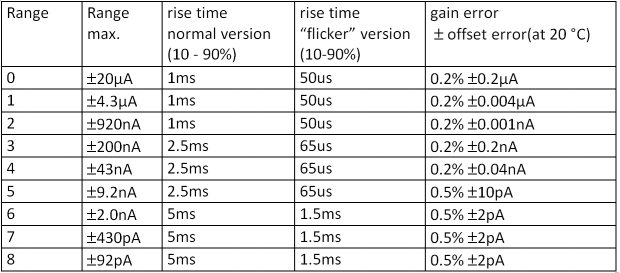 Range Range max. rise time normal version (10 - 90%) rise time “flicker” version (10-90%) gain error ± offset error(at 20 °C)
0 ±20µA 1ms 50us 0.2% ±0.2µA
1 ±4.3µA 1ms 50us 0.2% ±0.004µA
2 ±920nA 1ms 50us 0.2% ±0.001nA
3 ±200nA 2.5ms 65us 0.2% ±0.2nA
4 ±43nA 2.5ms 65us 0.2% ±0.04nA
5 ±9.2nA 2.5ms 65us 0.5% ±10pA
6 ±2.0nA 5ms 1.5ms 0.5% ±2pA
7 ±430pA 5ms 1.5ms 0.5% ±2pA
8 ±92pA 5ms 1.5ms 0.5% ±2pA